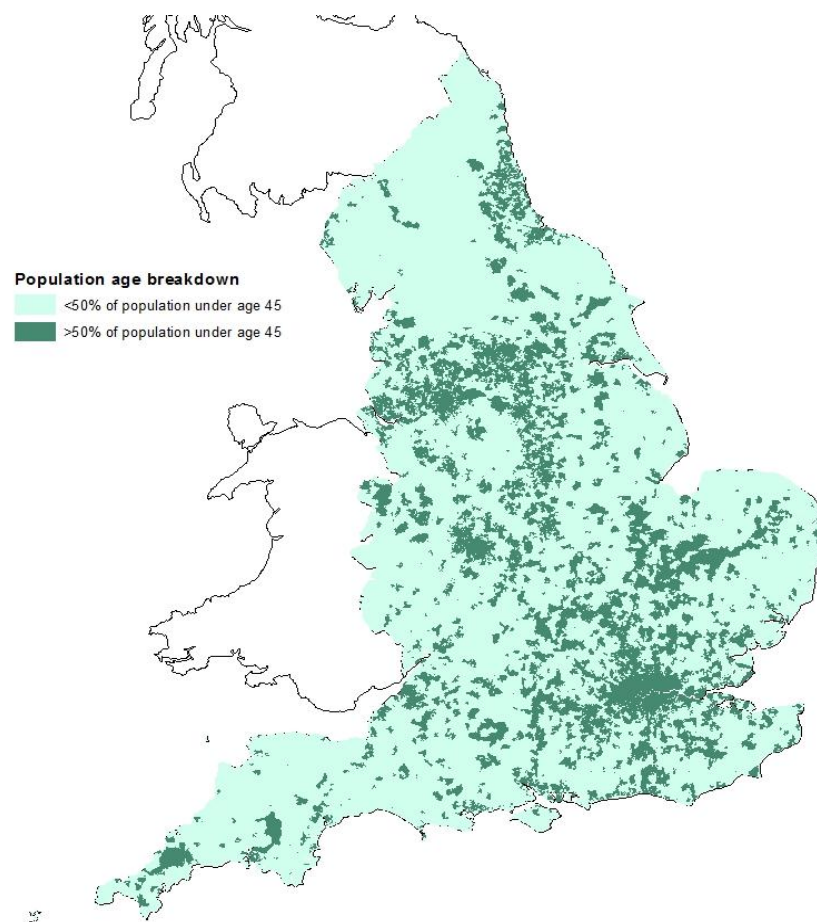 Population age breakdown
<50% of population under age 45
>50% of population under age 45